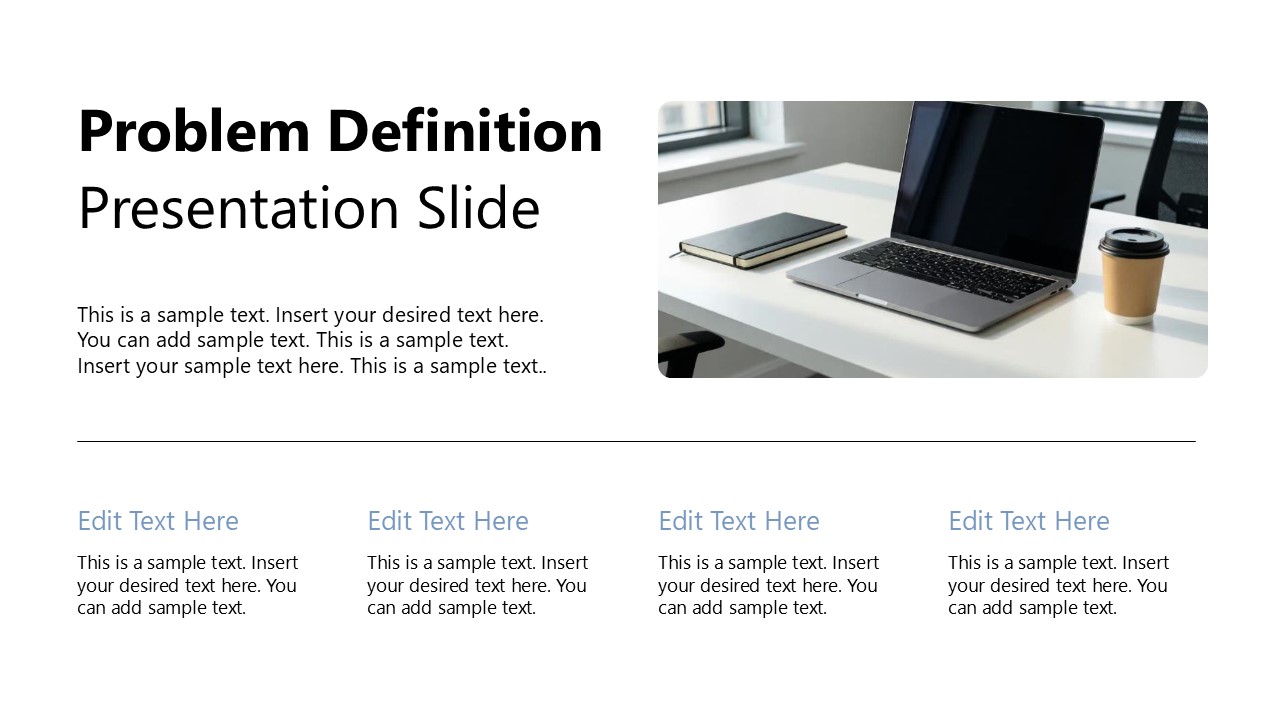 Problem Definition
Presentation Slide
This is a sample text. Insert your desired text here.
You can add sample text. This is a sample text.
Insert your sample text here. This is a sample text..
Edit Text Here
This is a sample text. Insert
your desired text here. You
can add sample text.
Edit Text Here
This is a sample text. Insert
your desired text here. You
can add sample text.
Edit Text Here
This is a sample text. Insert
your desired text here. You
can add sample text.
Edit Text Here
This is a sample text. Insert
your desired text here. You
can add sample text.